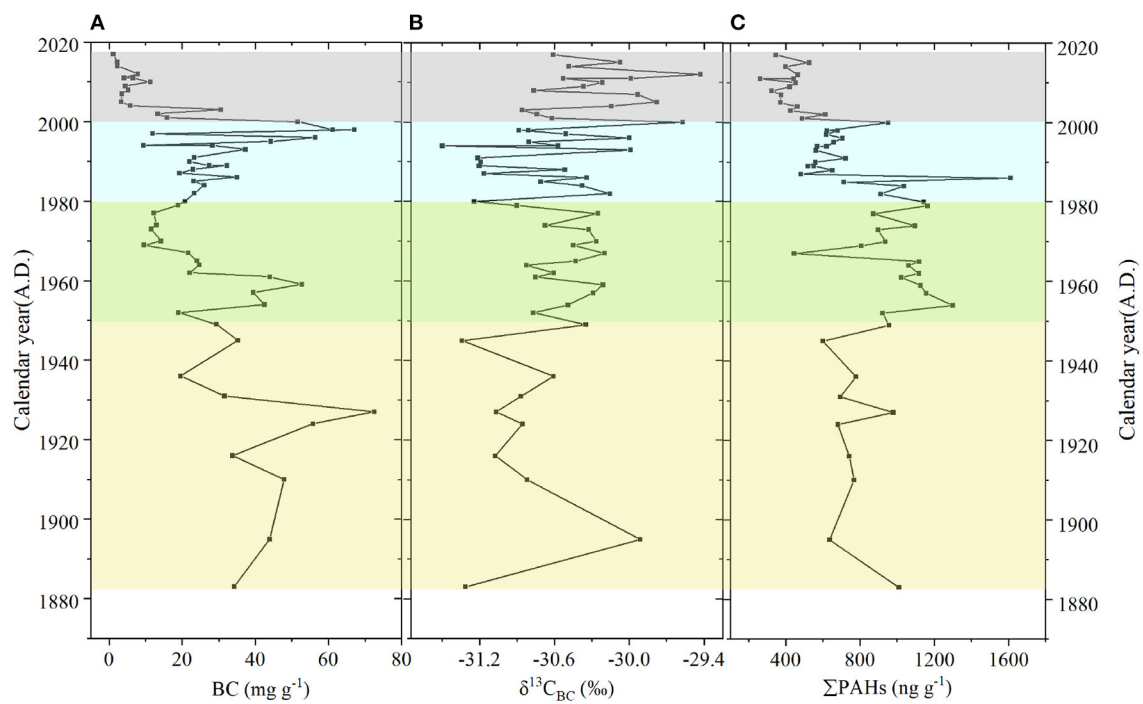 A B C
2020 2020
2000 2000
1980 1980
1960 1960
1940 1940
1920 1920
1900 1900
1880 1880
Calendar year(A.D.)
Calendar year(A.D.)
0 20 40 60 80 -31.2 -30.6 -30.0 -29.4 400 800 1200 1600
BC (mg g⁻¹) δ¹³C_BC (‰) ∑PAHs (ng g⁻¹)